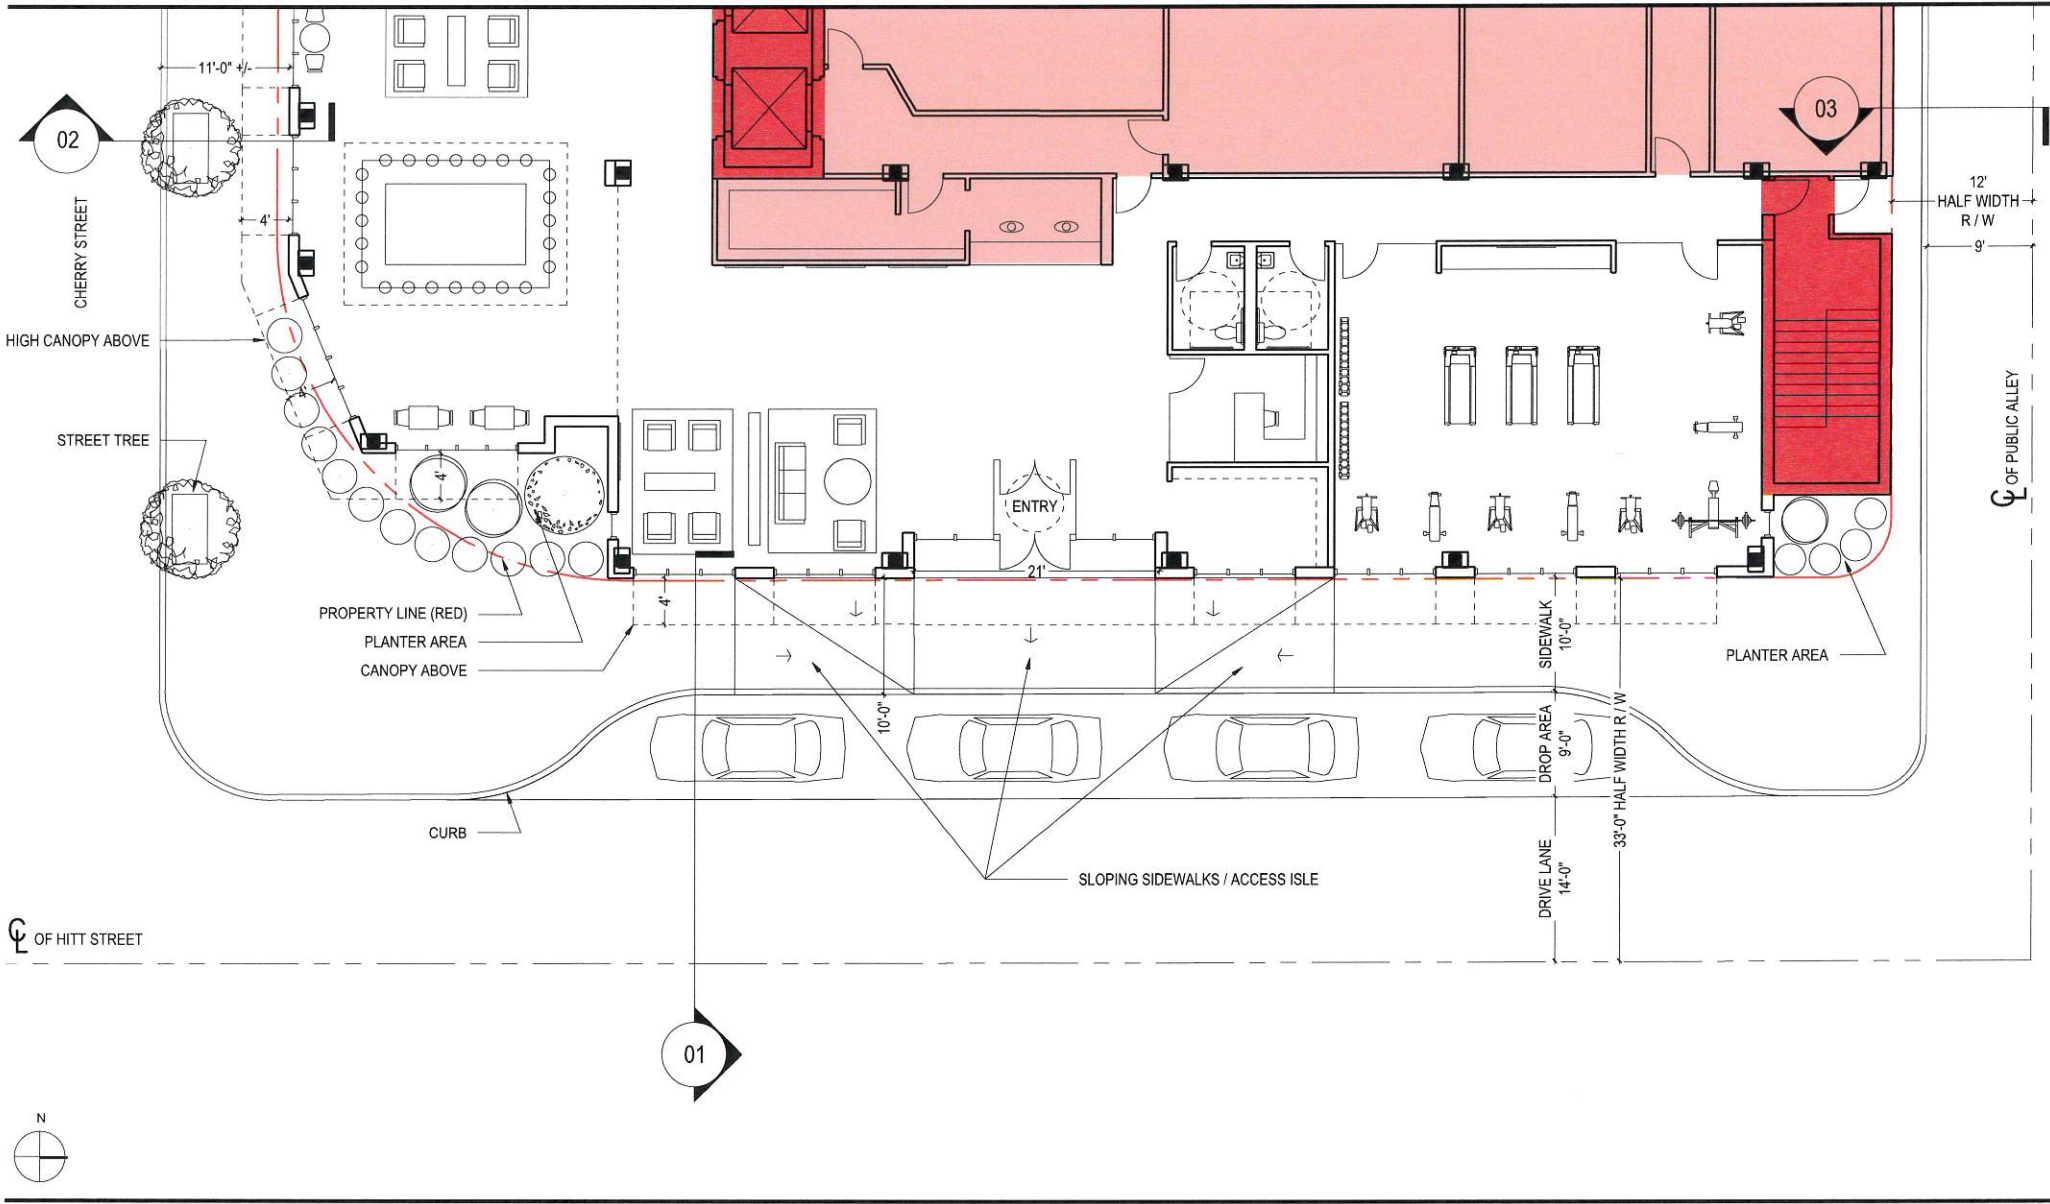 11'-0" +/-
02
03
12'
HALF WIDTH
R / W
9'
4'
CHERRY STREET
HIGH CANOPY ABOVE
4'
STREET TREE
4'
ENTRY
℄ OF PUBLIC ALLEY
21'
4'
PROPERTY LINE (RED)
PLANTER AREA
CANOPY ABOVE
10'-0"
SIDEWALK
10'-0"
PLANTER AREA
DROP AREA
9'-0"
33'-0" HALF WIDTH R / W
CURB
DRIVE LANE
14'-0"
SLOPING SIDEWALKS / ACCESS ISLE
℄ OF HITT STREET
01
N